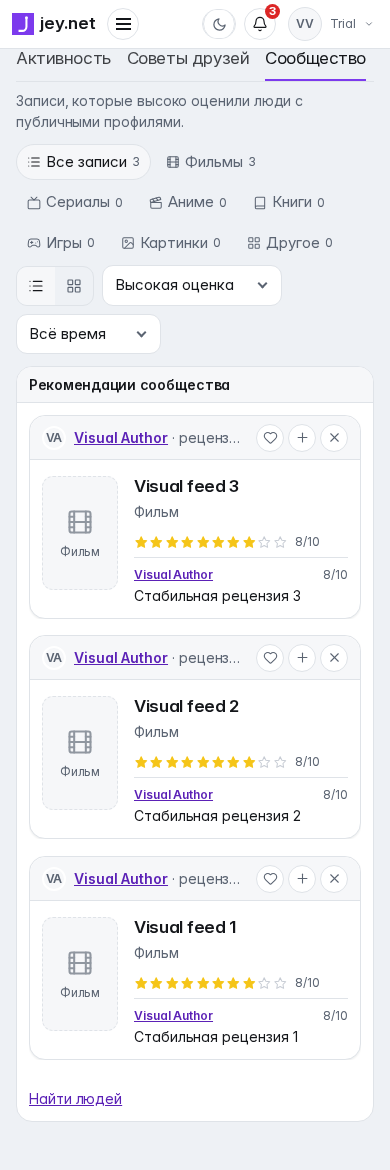 jey.net
3
VV
Trial
Активность Советы друзей Сообщество
Записи, которые высоко оценили люди с
публичными профилями.
Все записи 3
Фильмы 3
Сериалы 0
Аниме 0
Книги 0
Игры 0
Картинки 0
Другое 0
Высокая оценка
Всё время
Рекомендации сообщества
VA Visual Author · реценз...
Фильм
Visual feed 3
Фильм
8/10
Visual Author 8/10
Стабильная рецензия 3
VA Visual Author · реценз...
Фильм
Visual feed 2
Фильм
8/10
Visual Author 8/10
Стабильная рецензия 2
VA Visual Author · реценз...
Фильм
Visual feed 1
Фильм
8/10
Visual Author 8/10
Стабильная рецензия 1
Найти людей